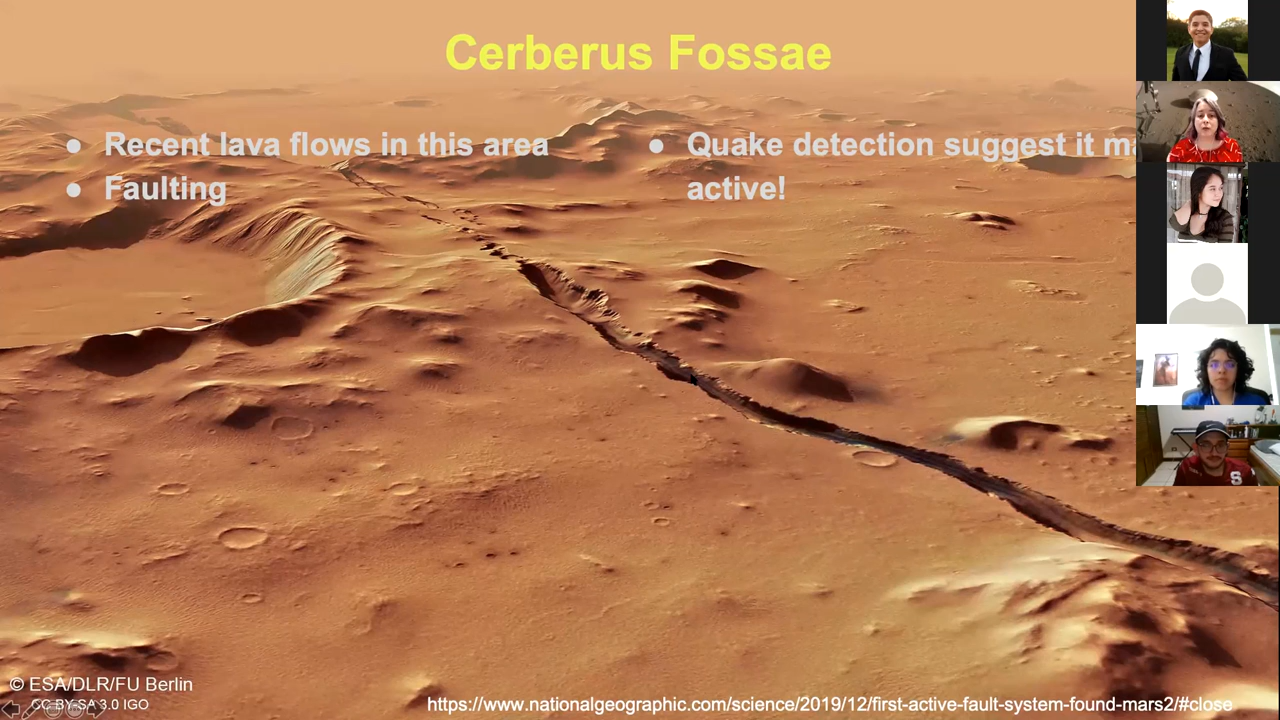 Cerberus Fossae
● Recent lava flows in this area
● Faulting
● Quake detection suggest it m
active!
© ESA/DLR/FU Berlin
CC BY-SA 3.0 IGO
https://www.nationalgeographic.com/science/2019/12/first-active-fault-system-found-mars2/#close